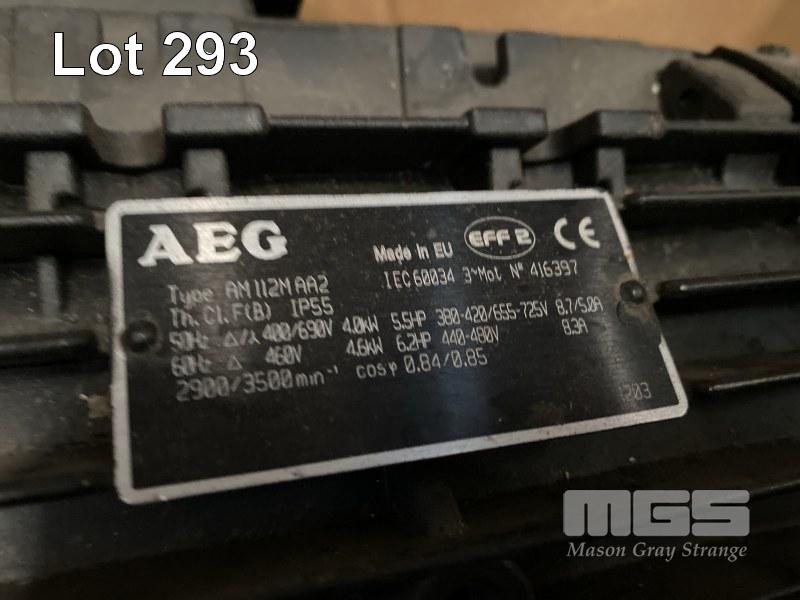 Lot 293
AEG
Made in EU EFF 2 CE
Type AM 112M AA2 IEC 60034 3~Mot. Nº 416397
Th. Cl. F(B) IP55
50Hz Δ/⅄ 400/690V 4.0kW 5.5HP 380-420/655-725V 8.7/5.0A
60Hz Δ 460V 4.6kW 6.2HP 440-480V 8.3A
2900/3500min⁻¹ cosφ 0.84/0.85
1203
MGS
Mason Gray Strange